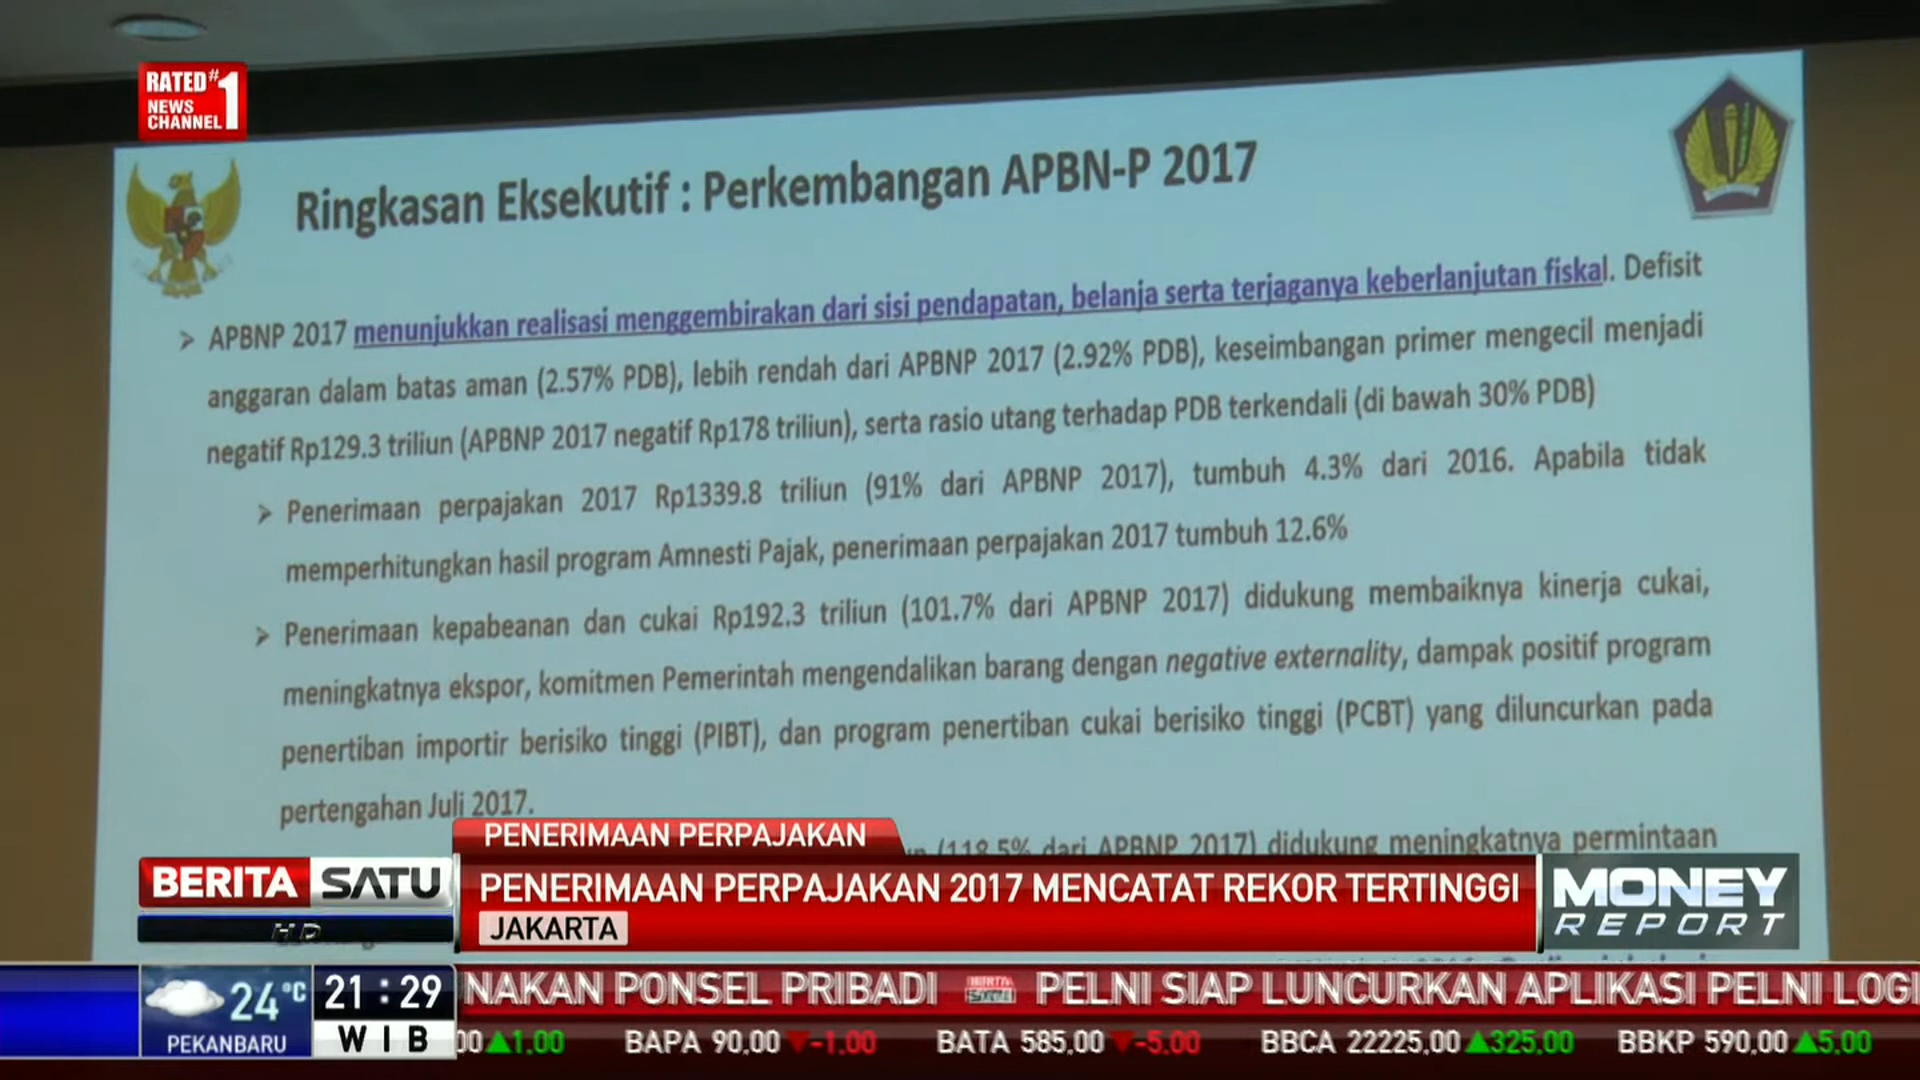 RATED #1
NEWS
CHANNEL
Ringkasan Eksekutif : Perkembangan APBN-P 2017
➢ APBNP 2017 menunjukkan realisasi menggembirakan dari sisi pendapatan, belanja serta terjaganya keberlanjutan fiskal. Defisit
anggaran dalam batas aman (2.57% PDB), lebih rendah dari APBNP 2017 (2.92% PDB), keseimbangan primer mengecil menjadi
negatif Rp129.3 triliun (APBNP 2017 negatif Rp178 triliun), serta rasio utang terhadap PDB terkendali (di bawah 30% PDB)
➢ Penerimaan perpajakan 2017 Rp1339.8 triliun (91% dari APBNP 2017), tumbuh 4.3% dari 2016. Apabila tidak
memperhitungkan hasil program Amnesti Pajak, penerimaan perpajakan 2017 tumbuh 12.6%
➢ Penerimaan kepabeanan dan cukai Rp192.3 triliun (101.7% dari APBNP 2017) didukung membaiknya kinerja cukai,
meningkatnya ekspor, komitmen Pemerintah mengendalikan barang dengan negative externality, dampak positif program
penertiban importir berisiko tinggi (PIBT), dan program penertiban cukai berisiko tinggi (PCBT) yang diluncurkan pada
pertengahan Juli 2017.
(118.5% dari APBNP 2017) didukung meningkatnya permintaan
PENERIMAAN PERPAJAKAN
BERITA SATU
HD
PENERIMAAN PERPAJAKAN 2017 MENCATAT REKOR TERTINGGI
JAKARTA
MONEY
REPORT
24°C
PEKANBARU
21:29
WIB
NAKAN PONSEL PRIBADI BERITA SATU PELNI SIAP LUNCURKAN APLIKASI PELNI LOGI
00 ▲1,00 BAPA 90,00 ▼-1,00 BATA 585,00 ▼-5,00 BBCA 22225,00 ▲325,00 BBKP 590,00 ▲5,00